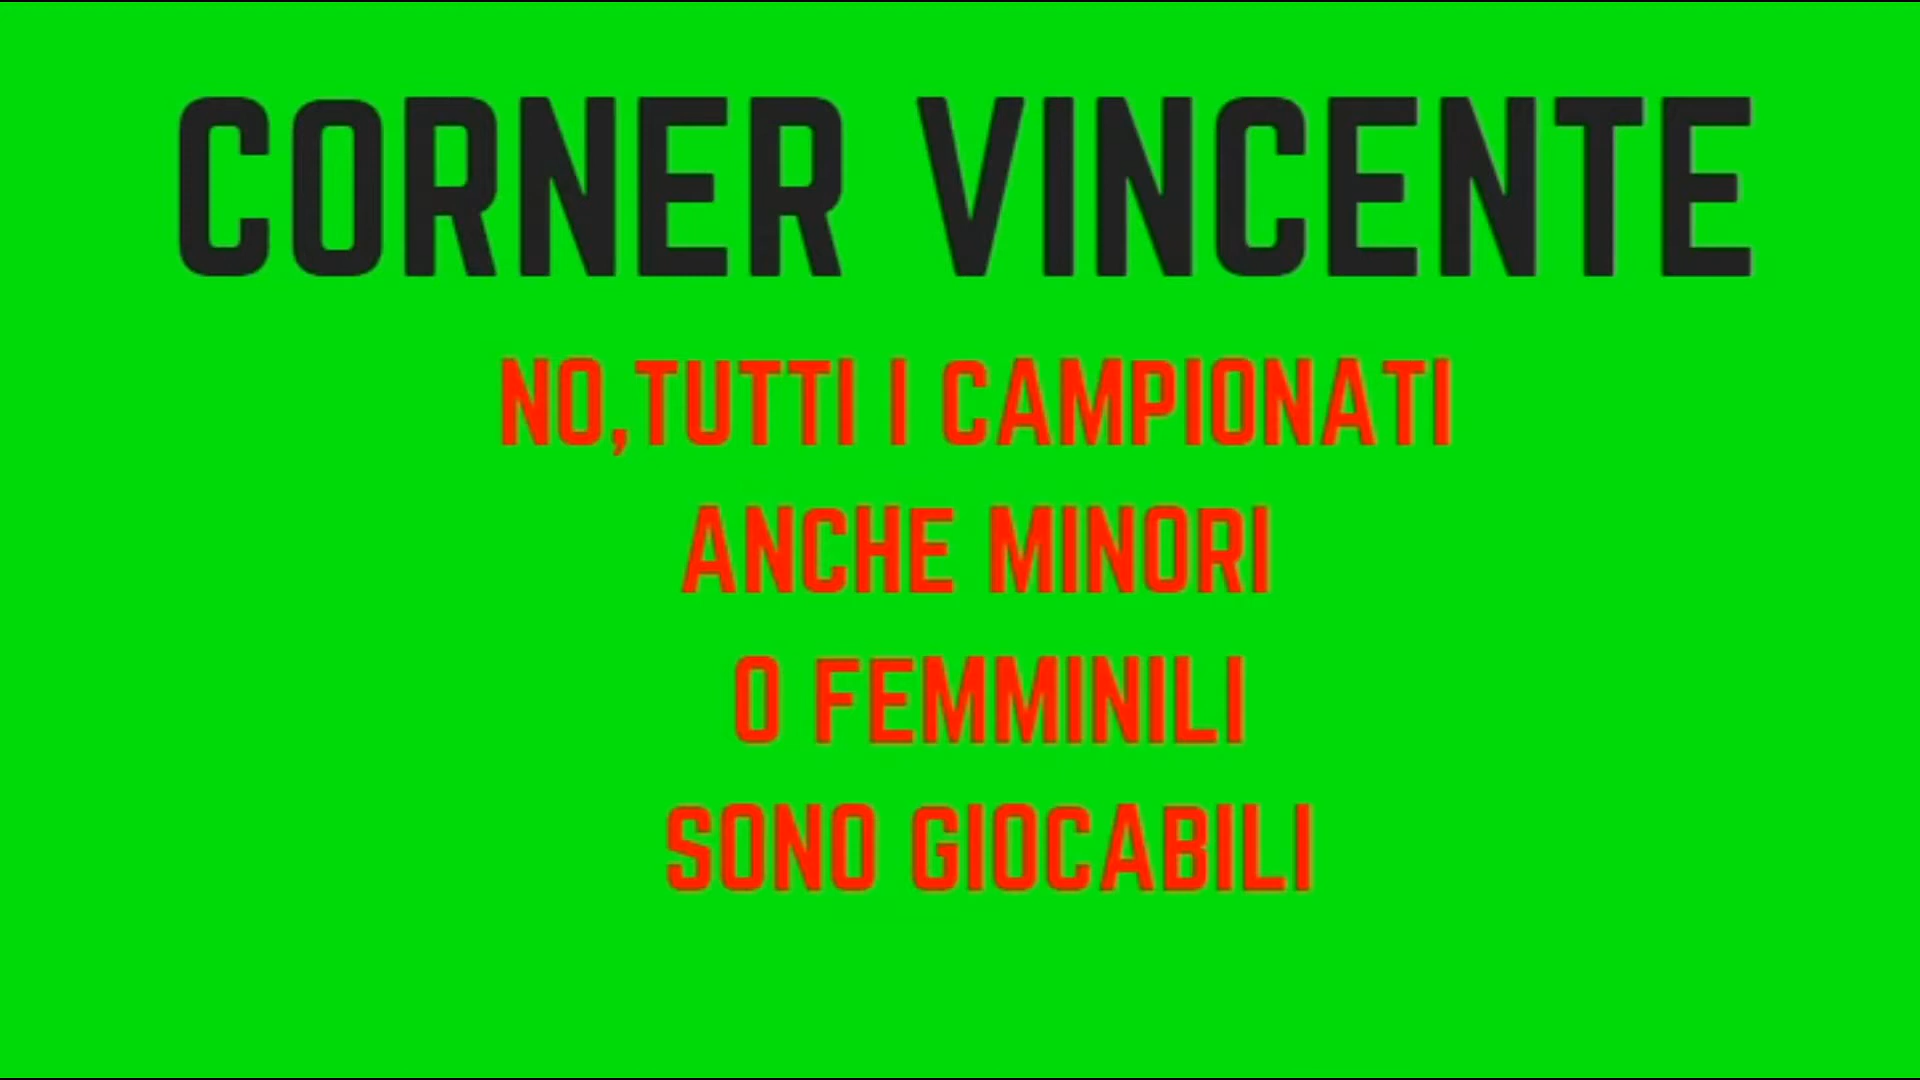 CORNER VINCENTE
NO,TUTTI I CAMPIONATI
ANCHE MINORI
O FEMMINILI
SONO GIOCABILI